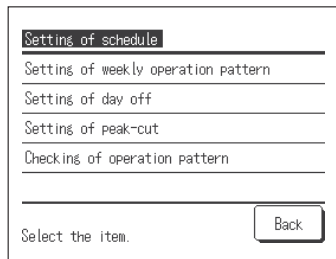 Setting of schedule
Setting of weekly operation pattern
Setting of day off
Setting of peak-cut
Checking of operation pattern
Select the item.
Back